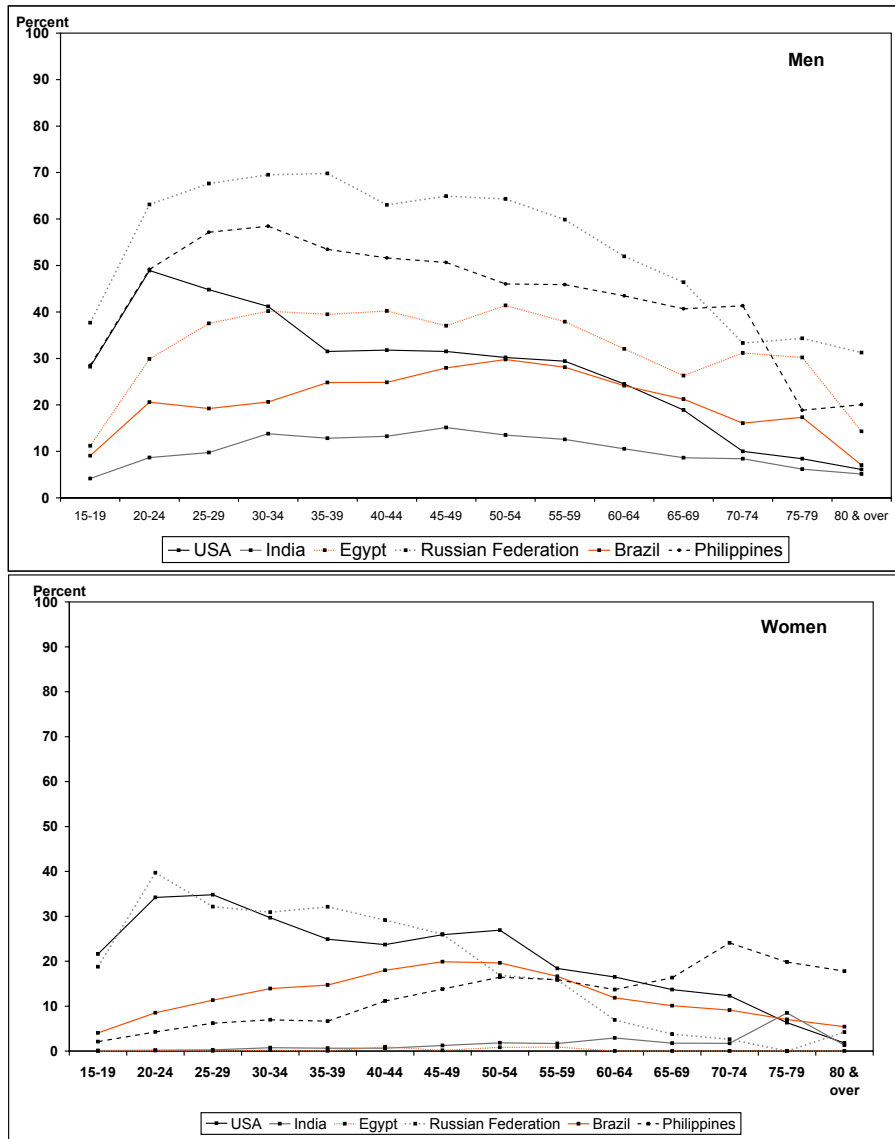 Percent
100
Men
90
80
70
60
50
40
30
20
10
0
15-19 20-24 25-29 30-34 35-39 40-44 45-49 50-54 55-59 60-64 65-69 70-74 75-79 80 & over
USA India Egypt Russian Federation Brazil Philippines
Percent
100
Women
90
80
70
60
50
40
30
20
10
0
15-19 20-24 25-29 30-34 35-39 40-44 45-49 50-54 55-59 60-64 65-69 70-74 75-79 80 &
over
USA India Egypt Russian Federation Brazil Philippines